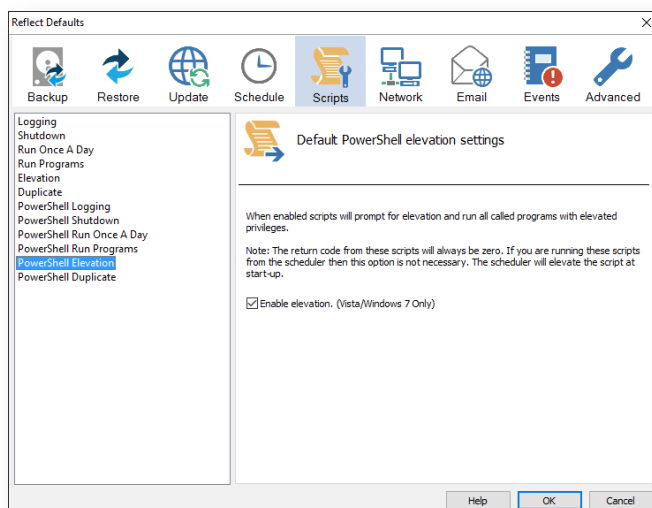 Reflect Defaults
Backup
Restore
Update
Schedule
Scripts
Network
Email
Events
Advanced
Logging
Shutdown
Run Once A Day
Run Programs
Elevation
Duplicate
PowerShell Logging
PowerShell Shutdown
PowerShell Run Once A Day
PowerShell Run Programs
PowerShell Elevation
PowerShell Duplicate
Default PowerShell elevation settings
When enabled scripts will prompt for elevation and run all called programs with elevated
privileges.
Note: The return code from these scripts will always be zero. If you are running these scripts
from the scheduler then this option is not necessary. The scheduler will elevate the script at
start-up.
Enable elevation. (Vista/Windows 7 Only)
Help
OK
Cancel